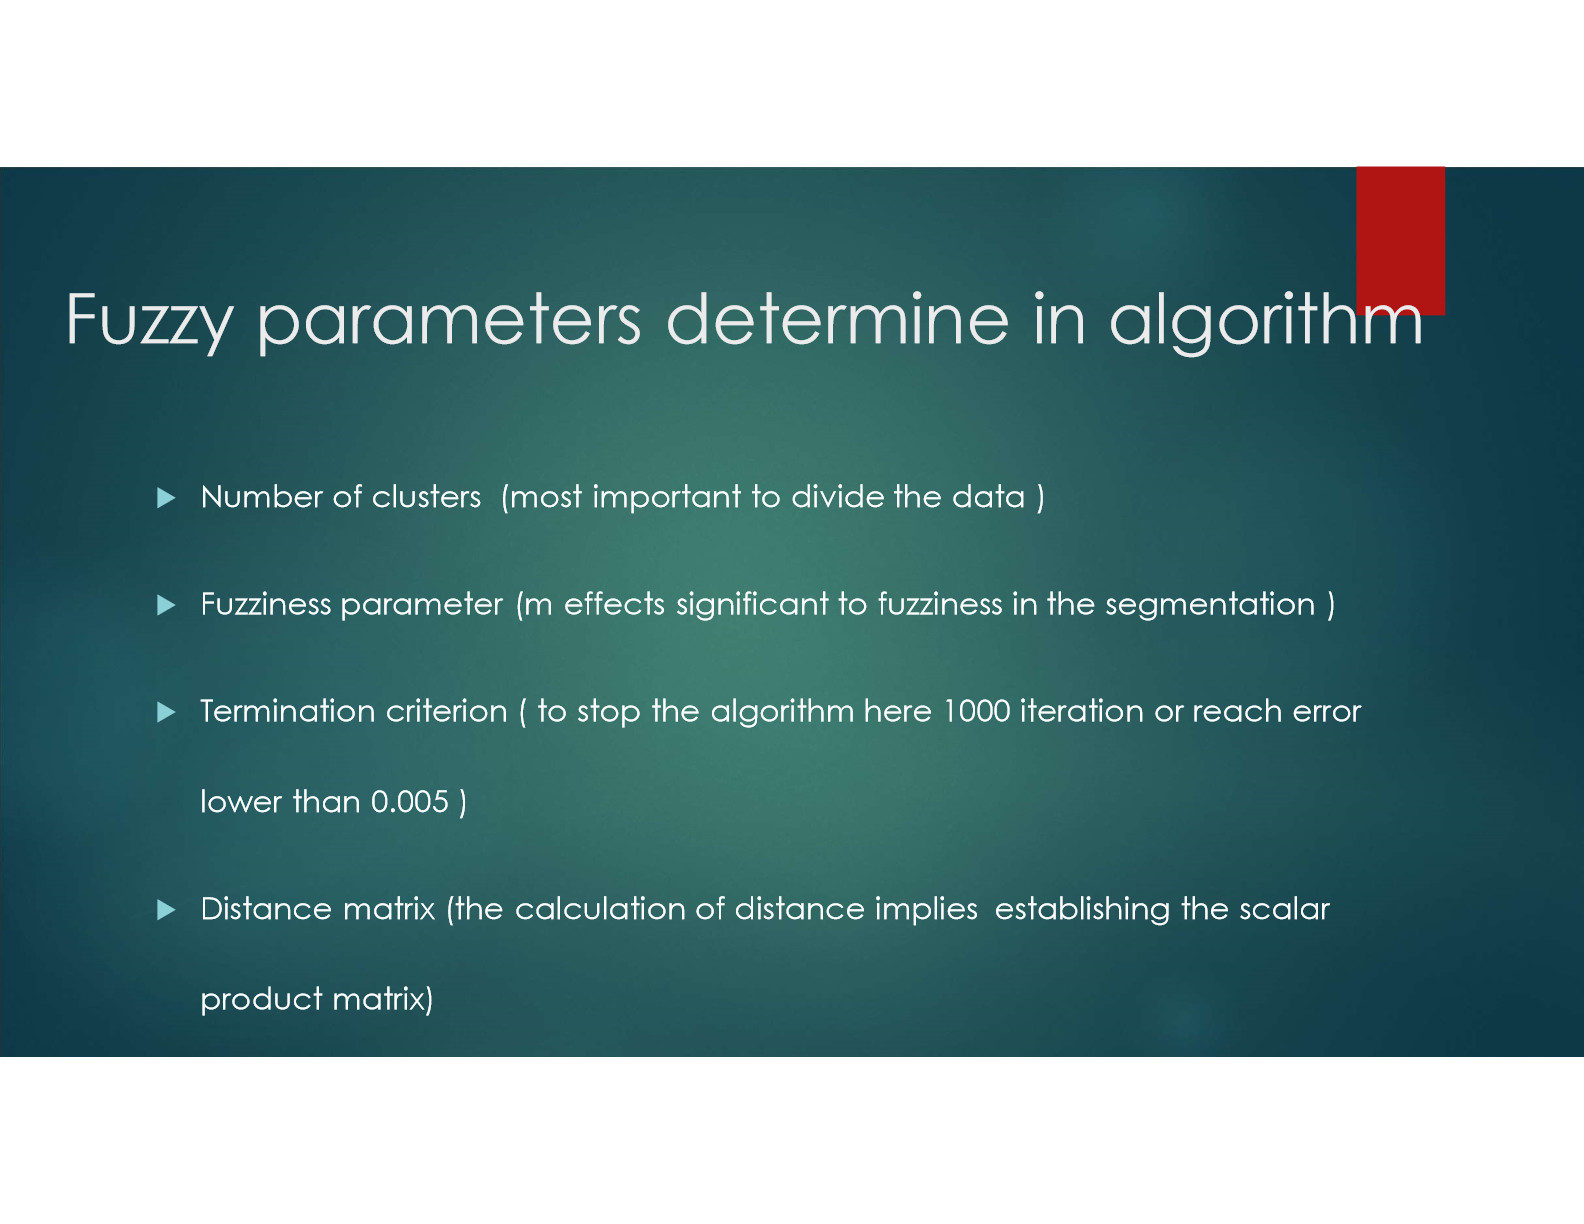 Fuzzy parameters determine in algorithm
Number of clusters (most important to divide the data )
Fuzziness parameter (m effects significant to fuzziness in the segmentation )
Termination criterion ( to stop the algorithm here 1000 iteration or reach error
lower than 0.005 )
Distance matrix (the calculation of distance implies establishing the scalar
product matrix)